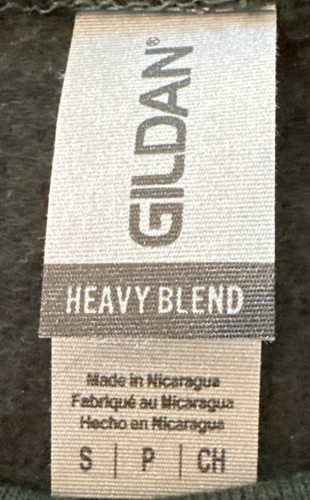 GILDAN®
HEAVY BLEND
Made in Nicaragua
Fabriqué au Nicaragua
Hecho en Nicaragua
S | P | CH